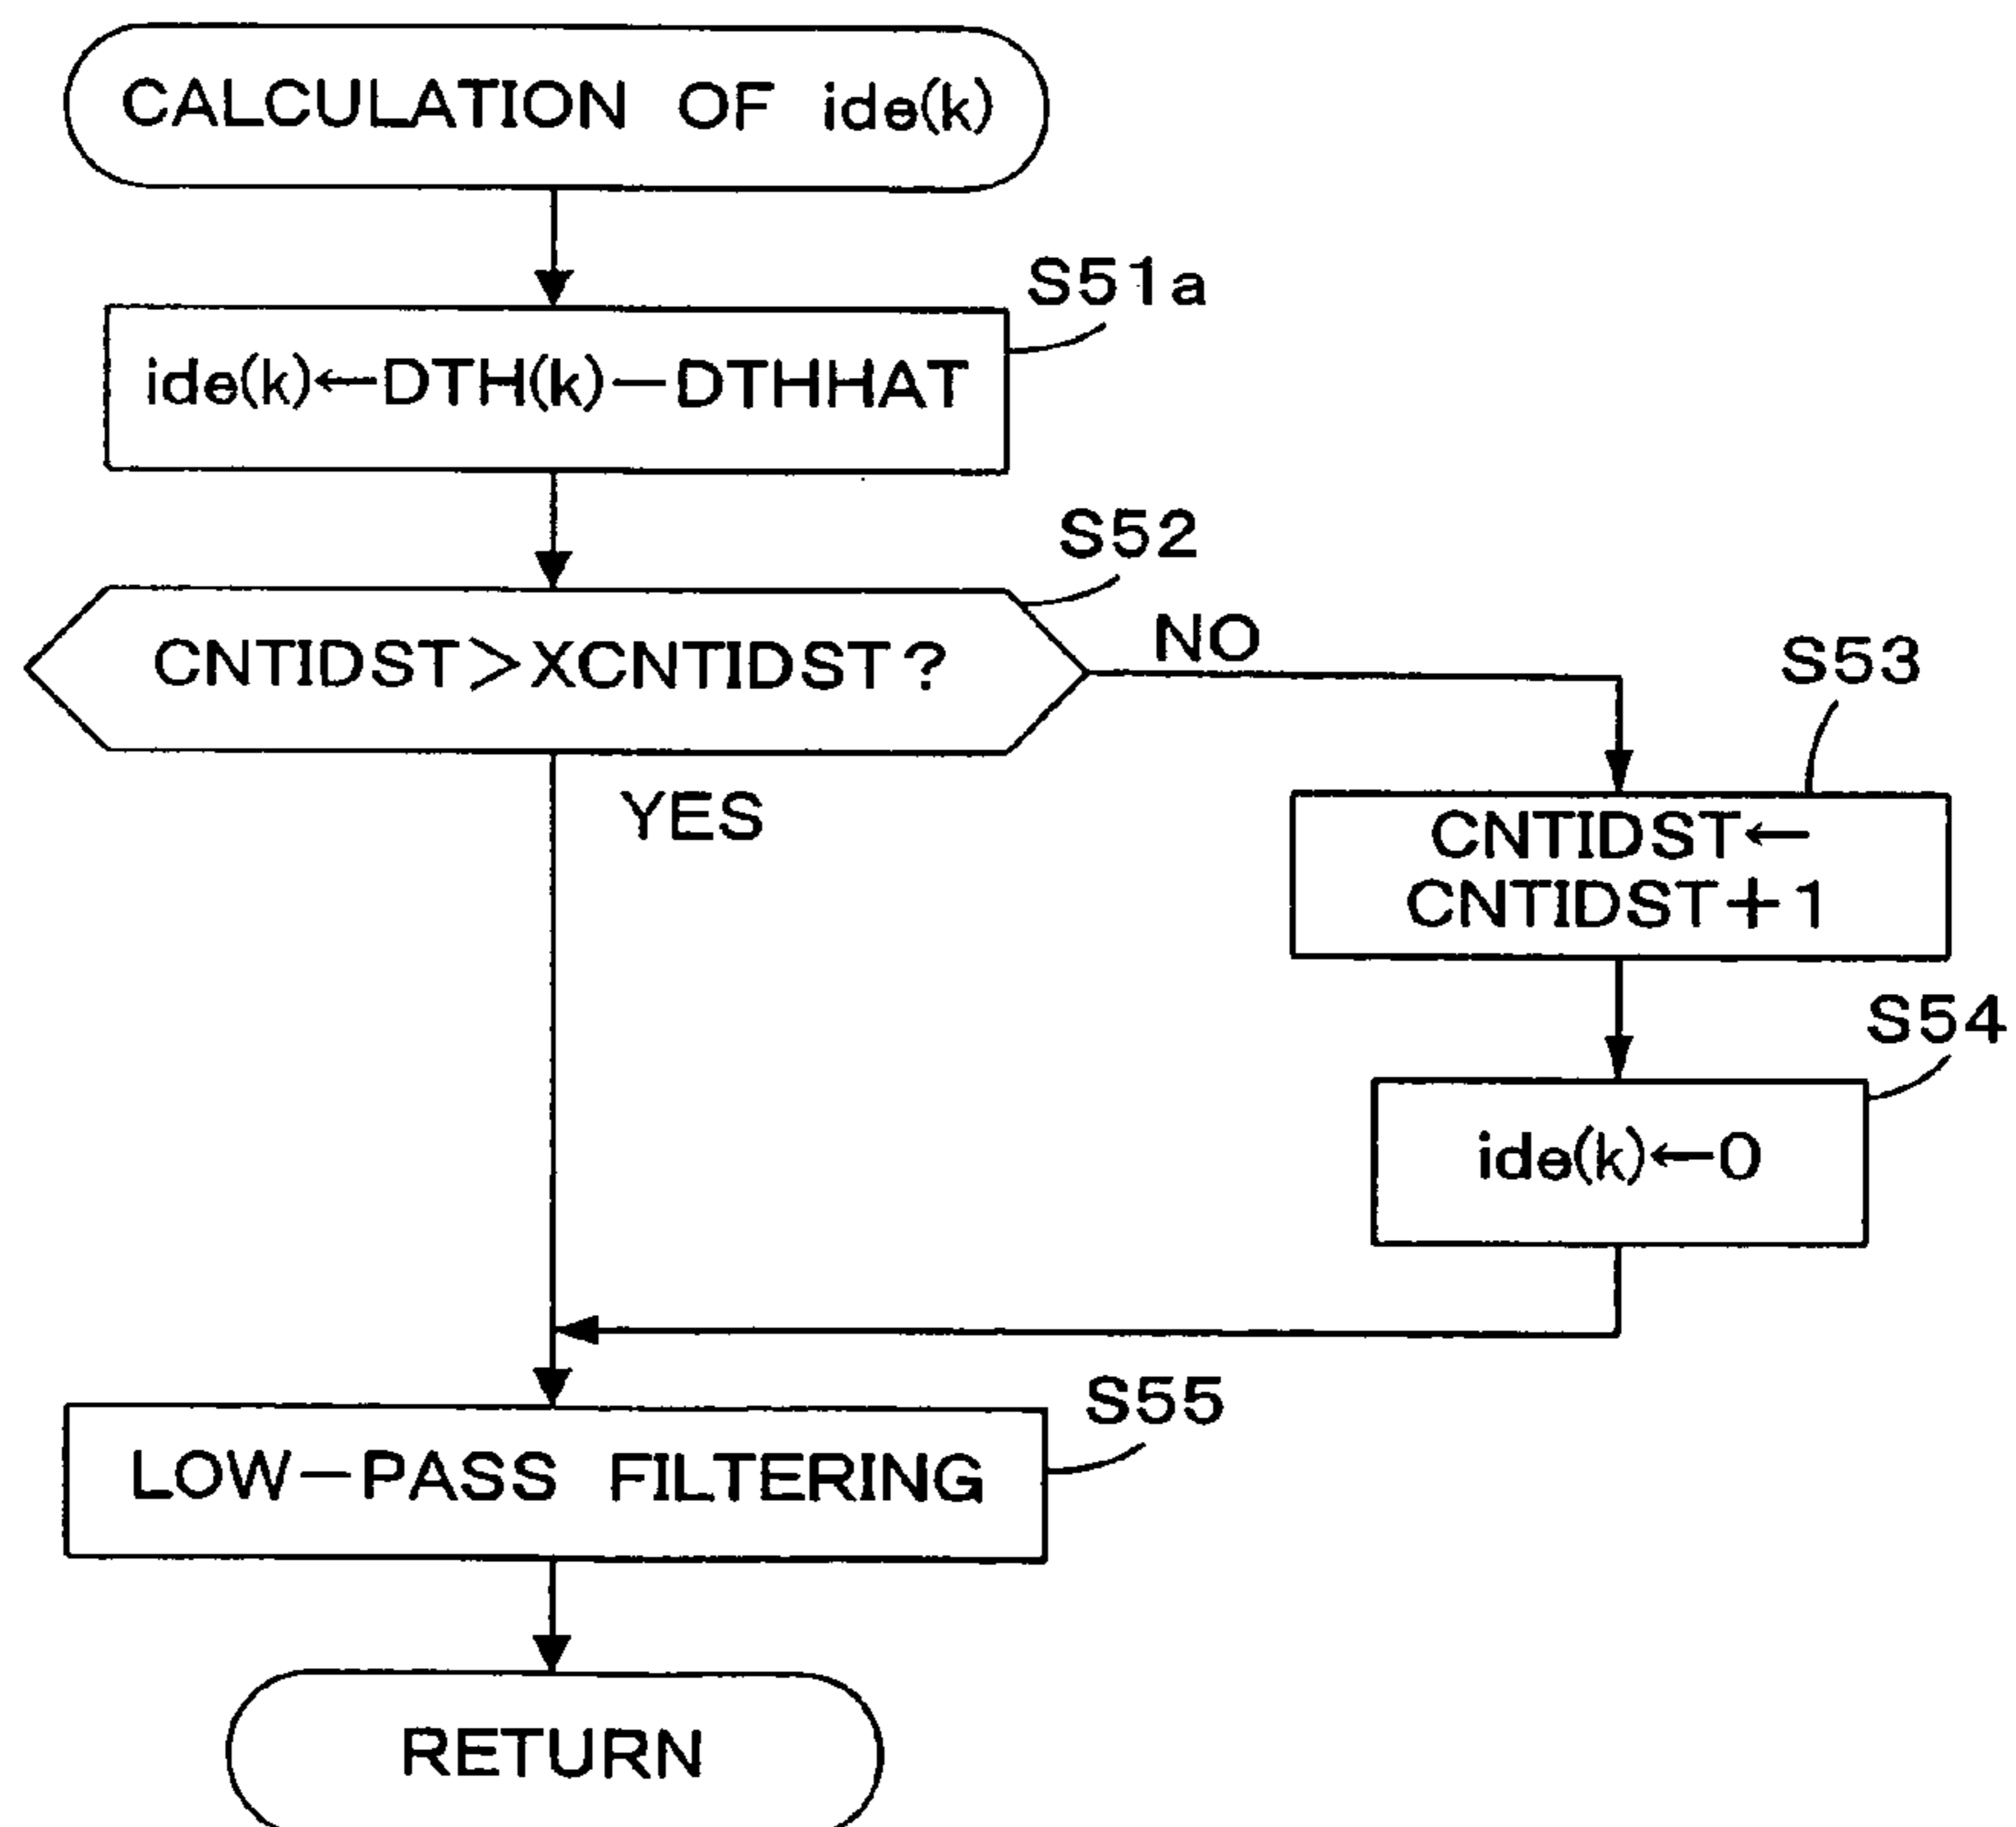 CALCULATION OF ide(k)
S51a
ide(k)←DTH(k)−DTHHAT
S52
CNTIDST>XCNTIDST?
NO
YES
S53
CNTIDST←
CNTIDST+1
S54
ide(k)←0
S55
LOW−PASS FILTERING
RETURN